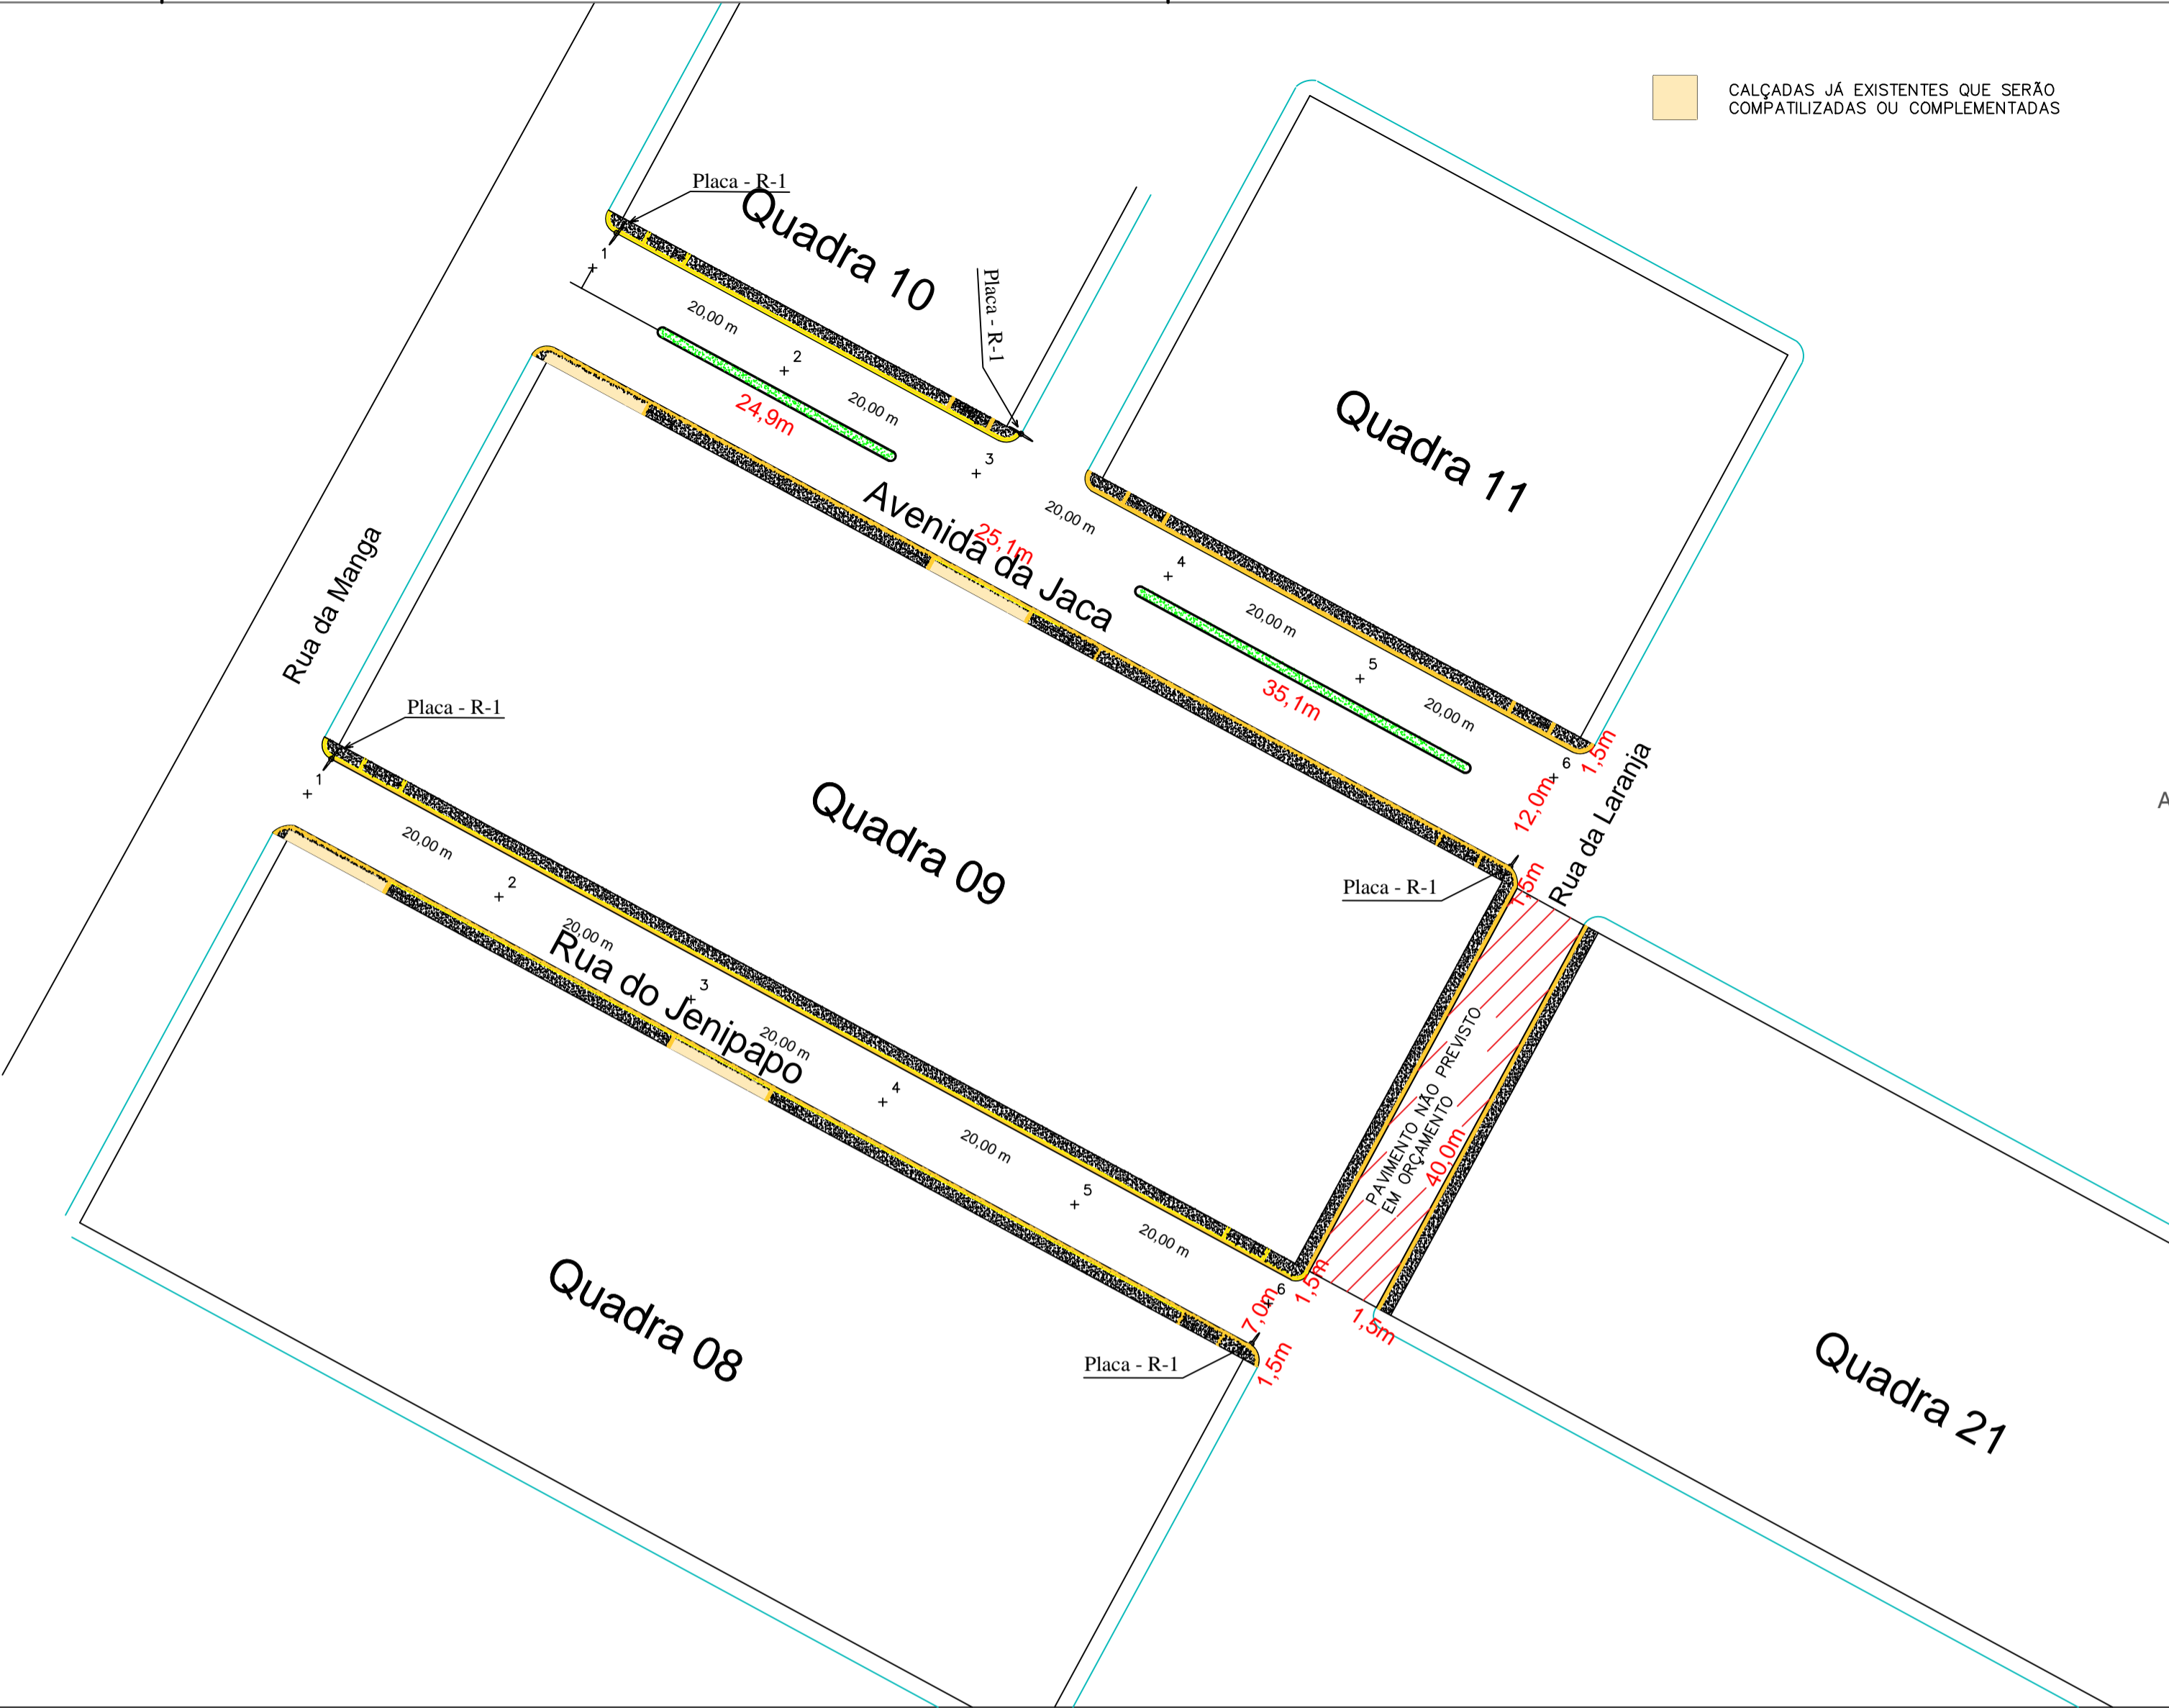 CALÇADAS JÁ EXISTENTES QUE SERÃO
COMPATILIZADAS OU COMPLEMENTADAS
Placa - R-1
Quadra 10
Placa - R-1
1
20,00 m
2
20,00 m
24,9m
3
Quadra 11
Avenida da Jaca
25,1m
20,00 m
4
20,00 m
5
35,1m
20,00 m
6
1,5m
12,0m
Rua da Laranja
1,5m
Placa - R-1
Rua da Manga
Placa - R-1
1
Quadra 09
20,00 m
2
20,00 m
Rua do Jenipapo
3
20,00 m
4
20,00 m
5
20,00 m
6
PAVIMENTO NÃO PREVISTO
EM ORÇAMENTO
40,0m
1,5m
7,0m
1,5m
1,5m
Placa - R-1
Quadra 08
Quadra 21
A